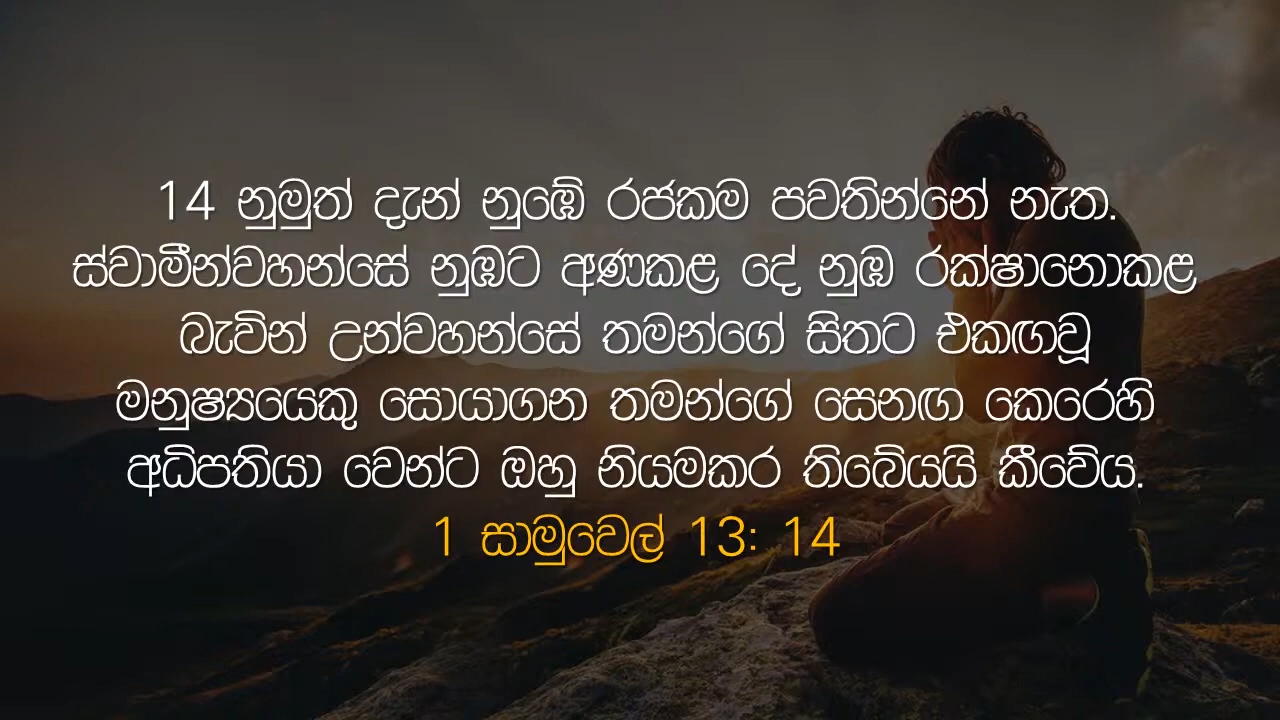 14 නුමුත් දැන් නුඹේ රජකම පවතින්නේ නැත.
ස්වාමීන්වහන්සේ නුඹට අණකළ දේ නුඹ රක්ෂානොකළ
බැවින් උන්වහන්සේ තමන්ගේ සිතට එකඟවූ
මනුෂ්‍යයෙකු සොයාගන තමන්ගේ සෙනඟ කෙරෙහි
අධිපතියා වෙන්ට ඔහු නියමකර තිබේයයි කීවේය.
1 සාමුවෙල් 13: 14